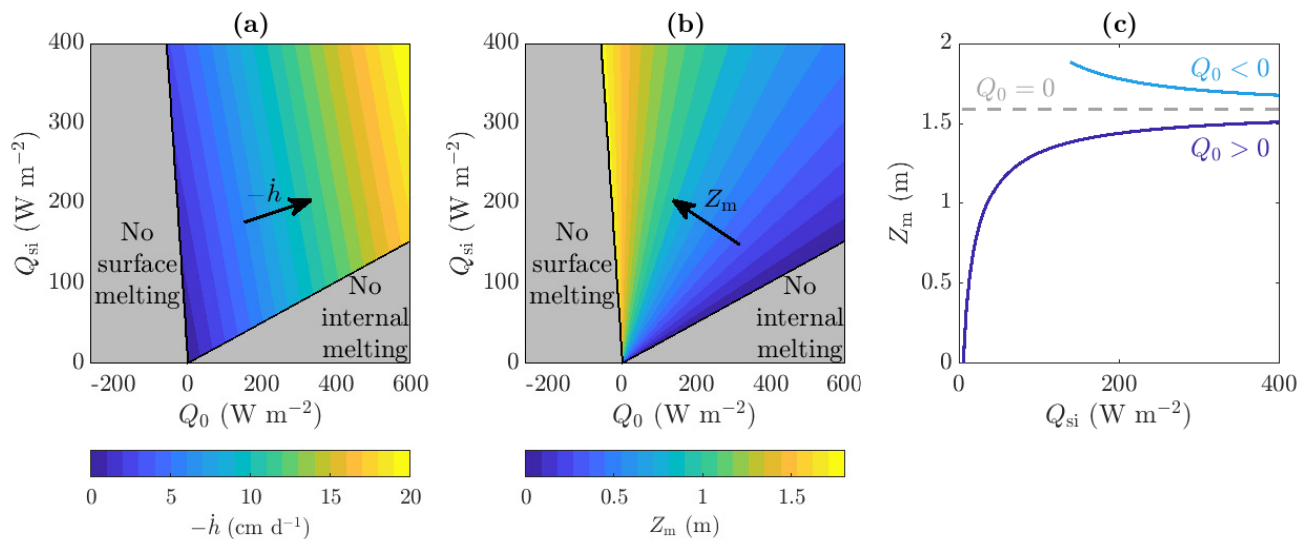 (a)
400
300
200
100
0
Q_si (W m⁻²)
-200 0 200 400 600
Q_0 (W m⁻²)
−ḣ
No
surface
melting
No
internal
melting
0 5 10 15 20
−ḣ (cm d⁻¹)
(b)
400
300
200
100
0
Q_si (W m⁻²)
-200 0 200 400 600
Q_0 (W m⁻²)
Z_m
No
surface
melting
No
internal
melting
0 0.5 1 1.5
Z_m (m)
(c)
2
1.5
1
0.5
0
Z_m (m)
Q_0 < 0
Q_0 = 0
Q_0 > 0
0 200 400
Q_si (W m⁻²)